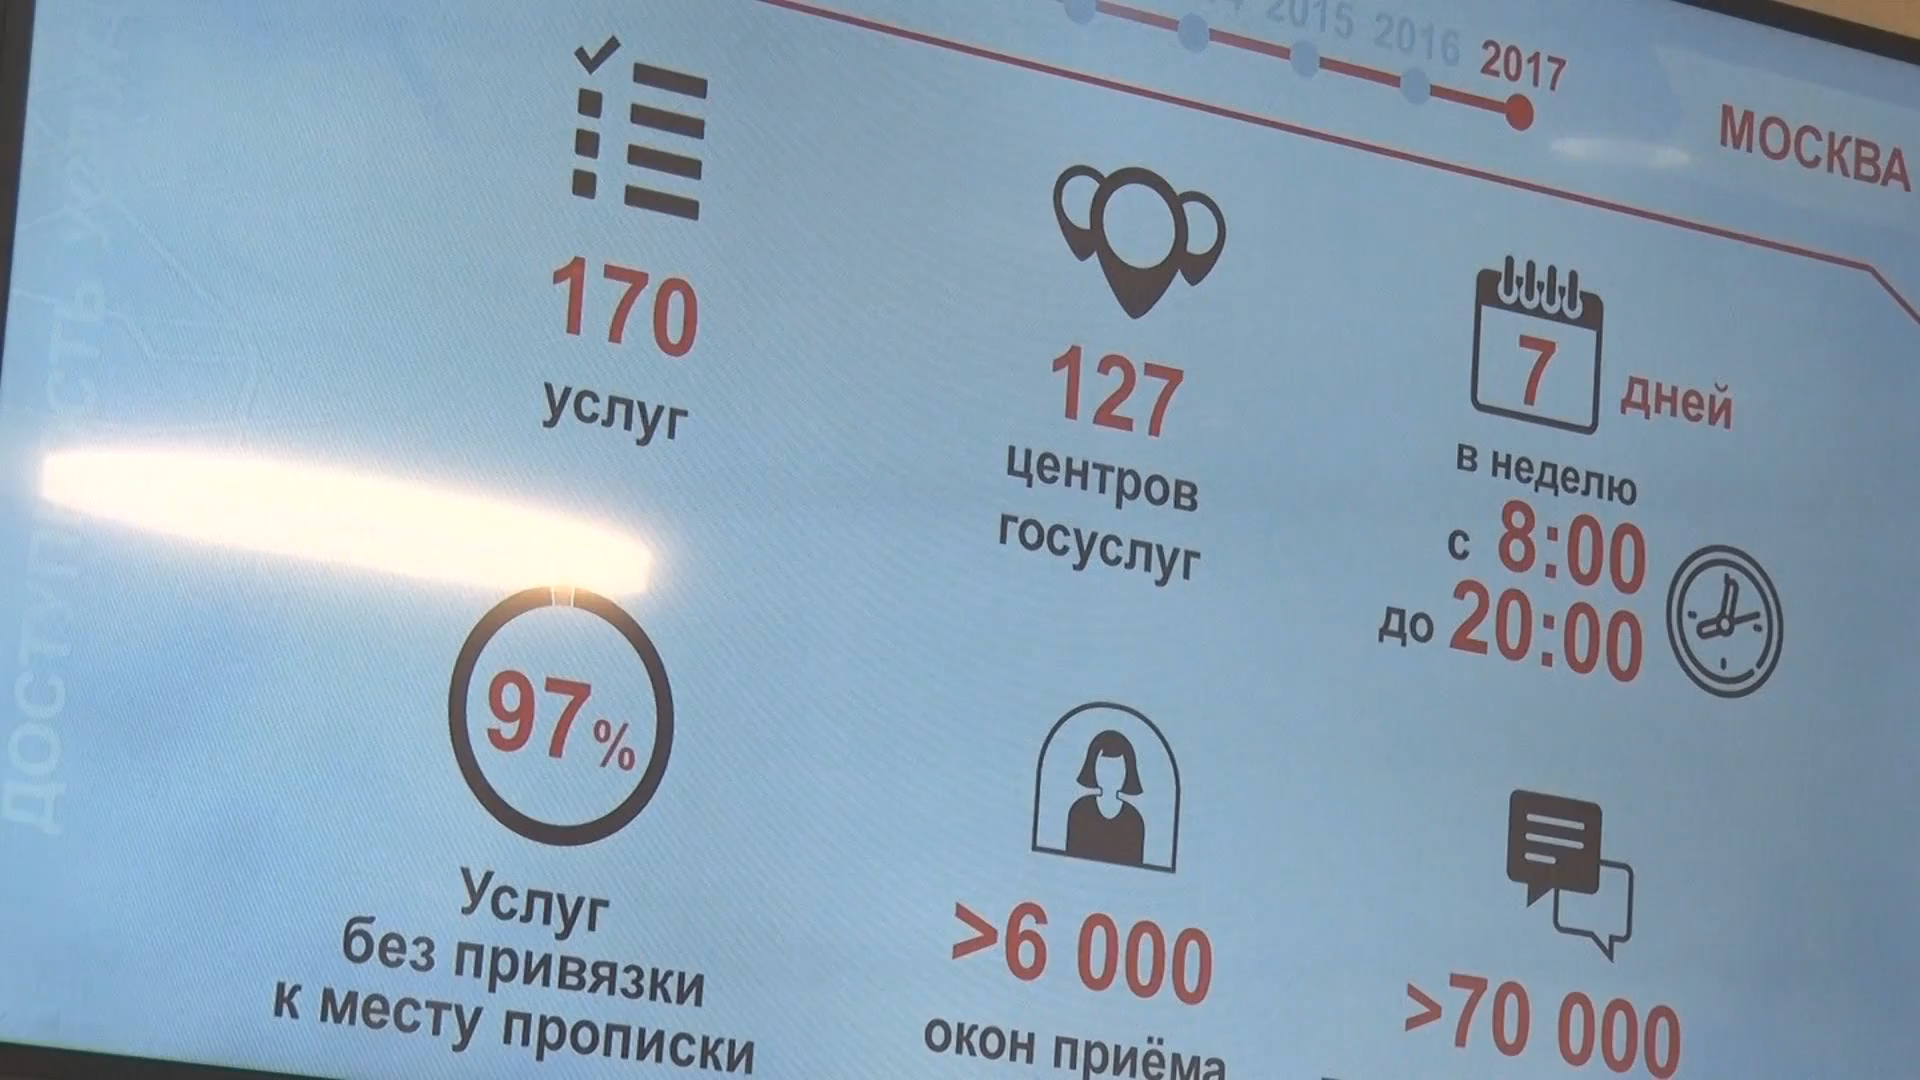 2015 2016 2017
МОСКВА
170
услуг
127
центров
госуслуг
7 дней
в неделю
с 8:00
до 20:00
97%
Услуг
без привязки
к месту прописки
>6 000
окон приёма
>70 000